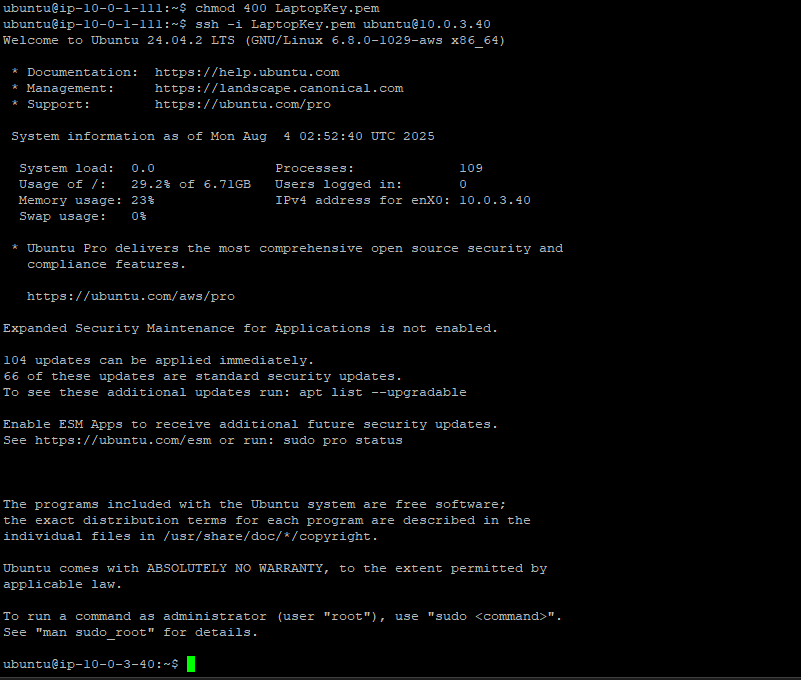 ubuntu@ip-10-0-1-111:~$ chmod 400 LaptopKey.pem
ubuntu@ip-10-0-1-111:~$ ssh -i LaptopKey.pem ubuntu@10.0.3.40
Welcome to Ubuntu 24.04.2 LTS (GNU/Linux 6.8.0-1029-aws x86_64)
* Documentation:  https://help.ubuntu.com
* Management:     https://landscape.canonical.com
* Support:        https://ubuntu.com/pro
System information as of Mon Aug  4 02:52:40 UTC 2025
System load:  0.0               Processes:             109
Usage of /:   29.2% of 6.71GB   Users logged in:       0
Memory usage: 23%               IPv4 address for enX0: 10.0.3.40
Swap usage:   0%
* Ubuntu Pro delivers the most comprehensive open source security and
compliance features.
https://ubuntu.com/aws/pro
Expanded Security Maintenance for Applications is not enabled.
104 updates can be applied immediately.
66 of these updates are standard security updates.
To see these additional updates run: apt list --upgradable
Enable ESM Apps to receive additional future security updates.
See https://ubuntu.com/esm or run: sudo pro status
The programs included with the Ubuntu system are free software;
the exact distribution terms for each program are described in the
individual files in /usr/share/doc/*/copyright.
Ubuntu comes with ABSOLUTELY NO WARRANTY, to the extent permitted by
applicable law.
To run a command as administrator (user "root"), use "sudo <command>".
See "man sudo_root" for details.
ubuntu@ip-10-0-3-40:~$